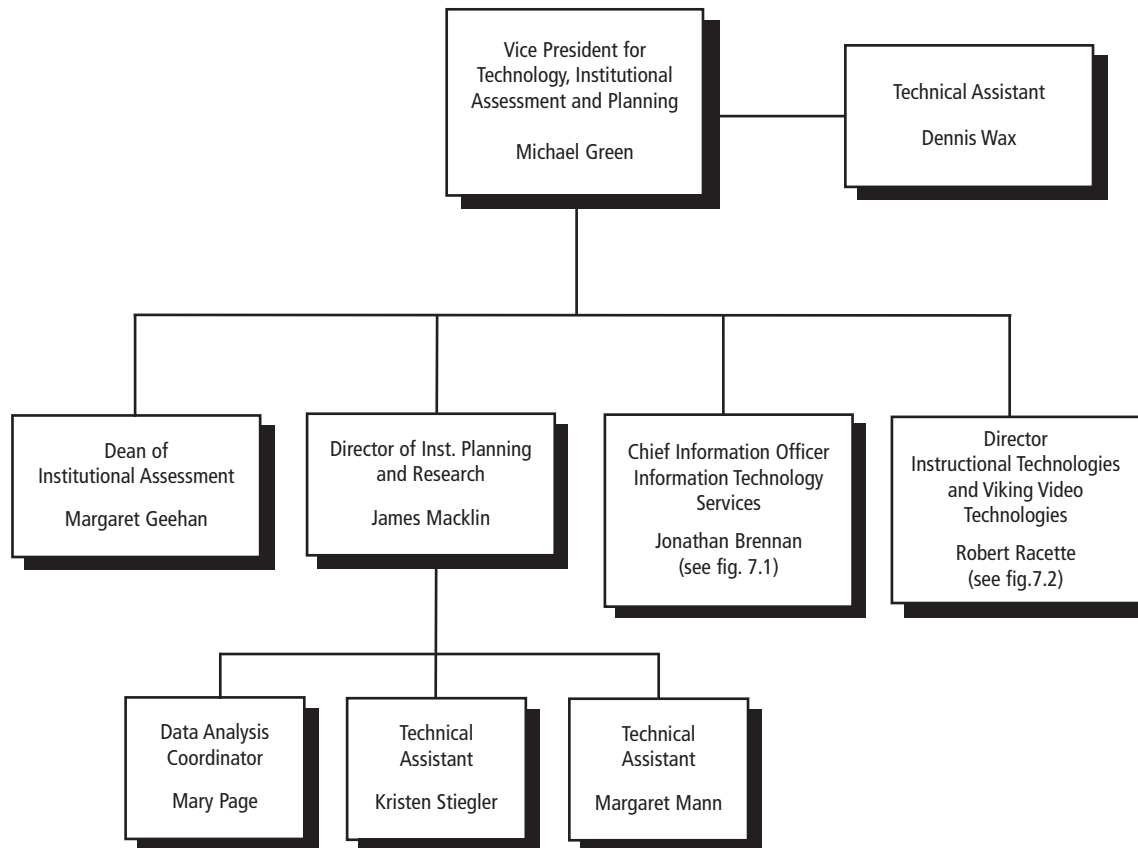 Vice President for
Technology, Institutional
Assessment and Planning
Michael Green
Technical Assistant
Dennis Wax
Dean of
Institutional Assessment
Margaret Geehan
Director of Inst. Planning
and Research
James Macklin
Chief Information Officer
Information Technology
Services
Jonathan Brennan
(see fig. 7.1)
Director
Instructional Technologies
and Viking Video
Technologies
Robert Racette
(see fig.7.2)
Data Analysis
Coordinator
Mary Page
Technical
Assistant
Kristen Stiegler
Technical
Assistant
Margaret Mann